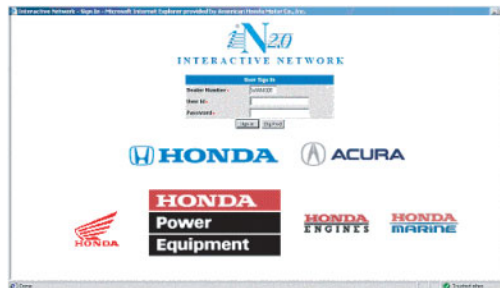 Interactive Network - Sign In - Microsoft Internet Explorer provided by American Honda Motor Co., Inc.
iN2.0
INTERACTIVE NETWORK
User Sign In
Dealer Number
User Id
Password
HONDA
ACURA
HONDA
HONDA
Power
Equipment
HONDA
ENGINES
HONDA
MARINE
Done
Trusted sites